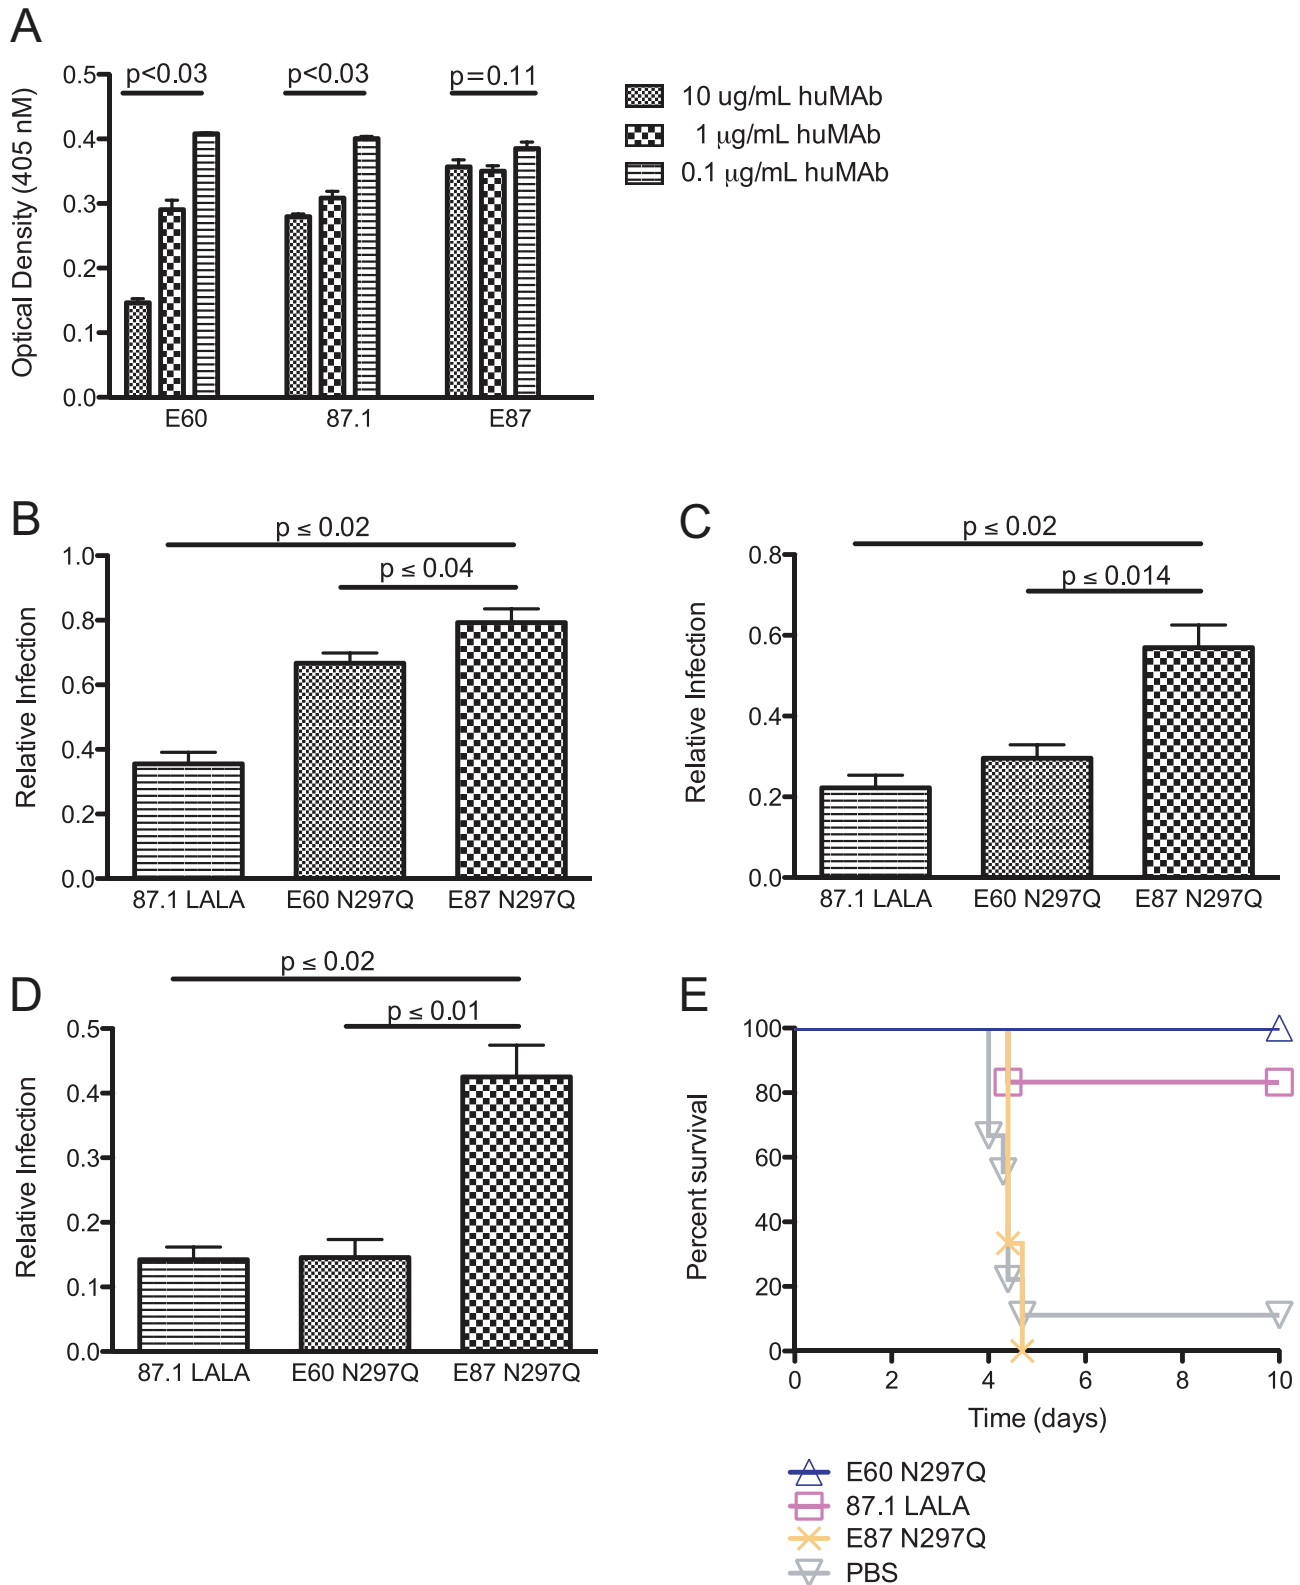 A
p<0.03
p<0.03
p=0.11
0.5
0.4
0.3
0.2
0.1
0.0
Optical Density (405 nM)
E60
87.1
E87
10 ug/mL huMAb
1 µg/mL huMAb
0.1 µg/mL huMAb
B
p ≤ 0.02
p ≤ 0.04
1.0
0.8
0.6
0.4
0.2
0.0
Relative Infection
87.1 LALA
E60 N297Q
E87 N297Q
C
p ≤ 0.02
p ≤ 0.014
0.8
0.6
0.4
0.2
0.0
Relative Infection
87.1 LALA
E60 N297Q
E87 N297Q
D
p ≤ 0.02
p ≤ 0.01
0.5
0.4
0.3
0.2
0.1
0.0
Relative Infection
87.1 LALA
E60 N297Q
E87 N297Q
E
100
80
60
40
20
0
Percent survival
0
2
4
6
8
10
Time (days)
E60 N297Q
87.1 LALA
E87 N297Q
PBS